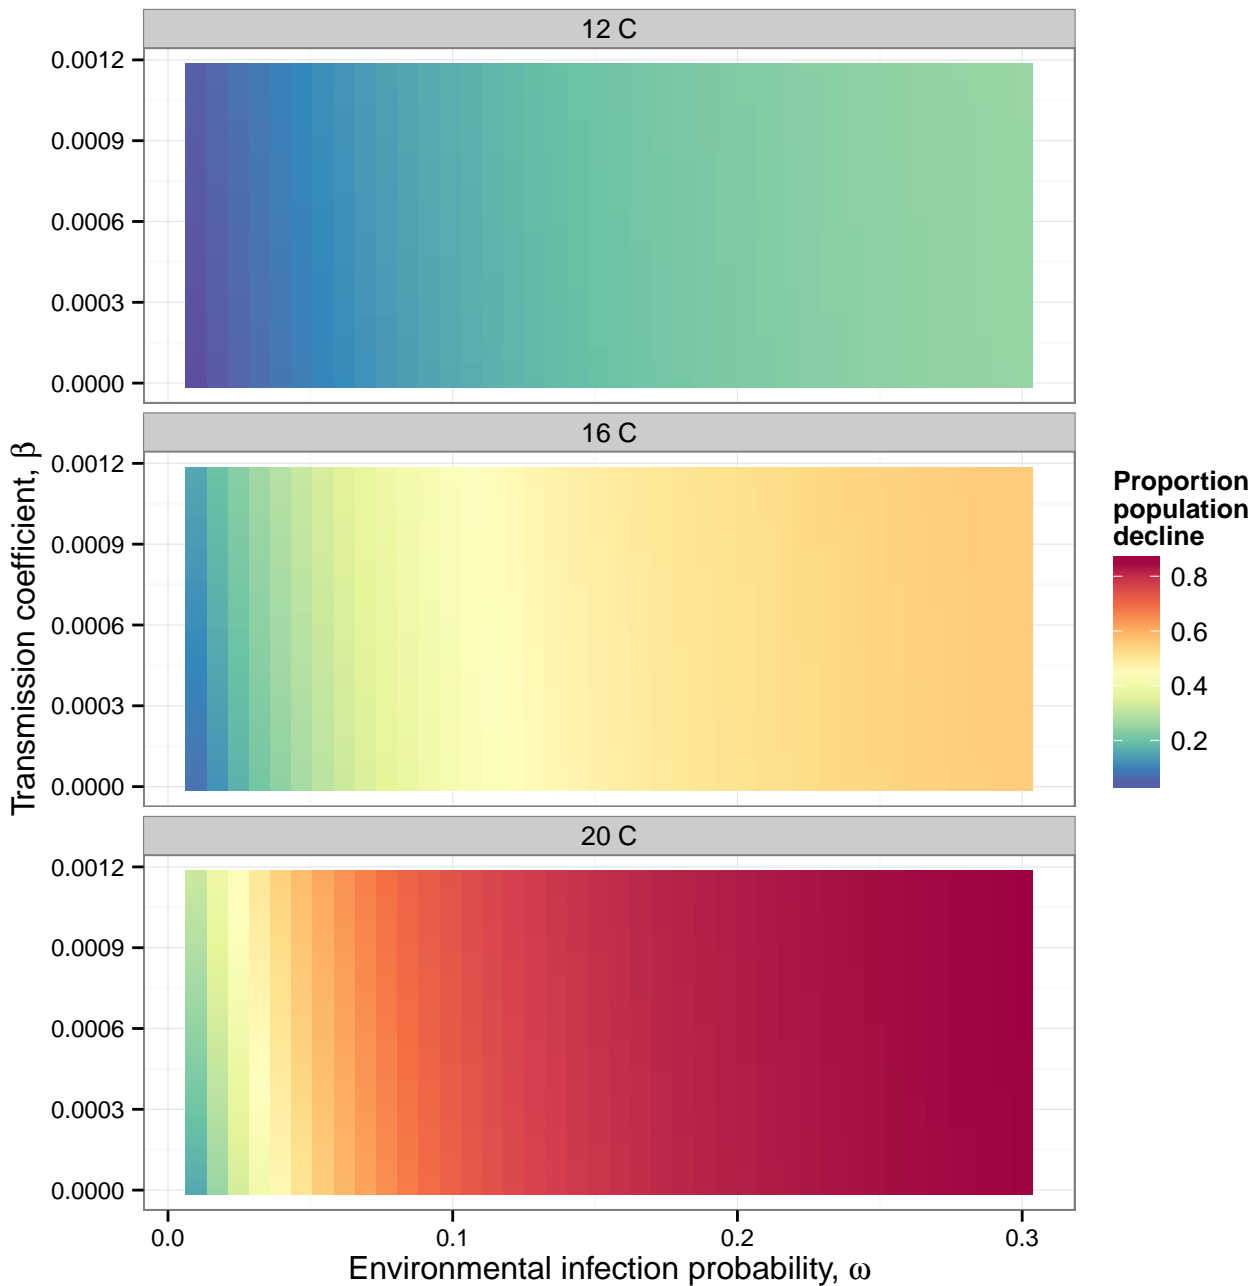 12 C
0.0012
0.0009
0.0006
0.0003
0.0000
16 C
0.0012
0.0009
0.0006
0.0003
0.0000
20 C
0.0012
0.0009
0.0006
0.0003
0.0000
0.0 0.1 0.2 0.3
Environmental infection probability, ω
Transmission coefficient, β
Proportion
population
decline
0.8
0.6
0.4
0.2